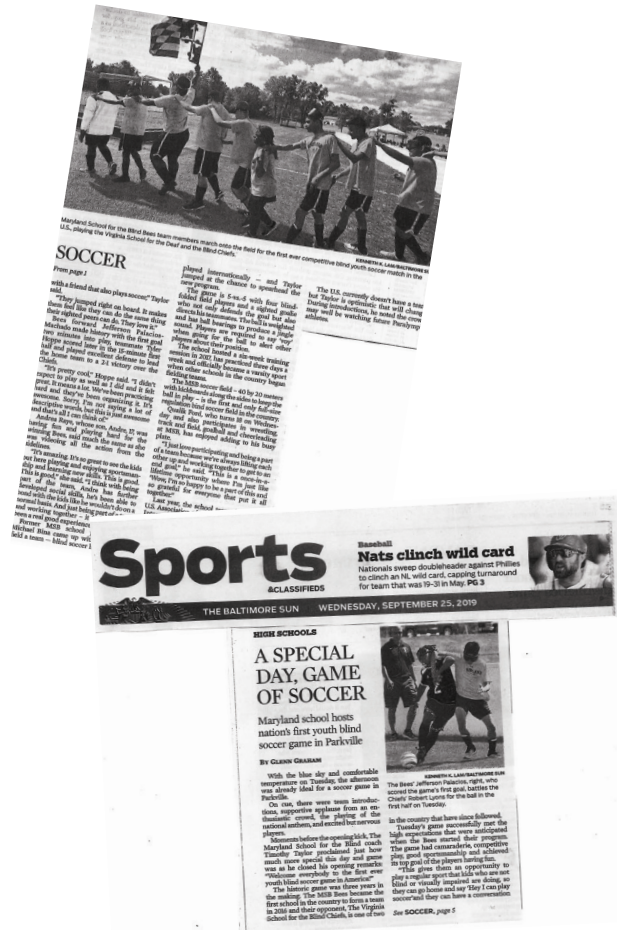 Maryland School for the Blind Bees team members march onto the field for the first ever competitive blind youth soccer match in the
U.S., playing the Virginia School for the Deaf and the Blind Chiefs.
KENNETH K. LAM/BALTIMORE SUN
SOCCER
From page 1
with a friend that also plays soccer," Taylor
said.
"They jumped right on board. It makes
them feel like they can do the same thing
their sighted peers can do. They love it."
Bees forward Jefferson Palacios-
Machado made history with the first goal
two minutes into play, teammate Tyler
Hoppe scored later in the 15-minute first
half and played excellent defense to lead
the home team to a 2-1 victory over the
Chiefs.
"It's pretty cool," Hoppe said. "I didn't
expect to play as well as I did and it felt
great. It means a lot. We've been practicing
hard and they've been organizing it. It's
awesome. Sorry, I'm not saying a lot of
descriptive words, but this is just awesome
and that's all I can think of."
Andrea Raye, whose son, Andre, 17, was
having fun and playing hard for the
winning Bees, said much the same as she
was videoing all the action from the
sidelines.
"It's amazing. It's so great to see the kids
out here playing and enjoying sportsman-
ship and learning new skills. This is good.
This is good," she said. "I think with being
part of the team, Andre has further
developed social skills, he's been able to
bond with the kids like he wouldn't do on a
normal basis. And just being part of
and working together
been a real good experience
Former MSB school
Michael Bina came up wi
field a team — blind soccer i
played internationally — and Taylor
jumped at the chance to spearhead the
new program.
The game is 5-vs.-5 with four blind-
folded field players and a sighted goalie
who not only defends the goal but also
directs his teammates. The ball is weighted
and has ball bearings to produce a jingle
sound. Players are required to say "voy"
when going for the ball to alert other
players about their position.
The school hosted a six-week training
session in 2017, has practiced three days a
week and officially became a varsity sport
when other schools in the country began
fielding teams.
The MSB soccer field – 40 by 20 meters
with kickboards along the sides to keep the
ball in play – is the first and only full-size
regulation bind soccer field in the country.
Qualik Ford, who turns 18 on Wednes-
day and also participates in wrestling,
track and field, goalball and cheerleading
at MSB, has enjoyed adding to his busy
plate.
"I just love participating and being a part
of a team because we're always lifting each
other up and working together to get to an
end goal," he said. "This is a once-in-a-
lifetime opportunity where I'm just like
'Wow, I'm so happy to be a part of this and
so grateful for everyone that put it all
together.'"
Last year, the school
U.S. Associatio
The U.S. currently doesn't have a tea
but Taylor is optimistic that will chang
During introductions, he noted the crow
may well be watching future Paralymp
athletes.
Sports
&CLASSIFIEDS
Baseball
Nats clinch wild card
Nationals sweep doubleheader against Phillies
to clinch an NL wild card, capping turnaround
for team that was 19-31 in May. PG 3
THE BALTIMORE SUN WEDNESDAY, SEPTEMBER 25, 2019
HIGH SCHOOLS
A SPECIAL
DAY, GAME
OF SOCCER
Maryland school hosts
nation's first youth blind
soccer game in Parkville
BY GLENN GRAHAM
With the blue sky and comfortable
temperature on Tuesday, the afternoon
was already ideal for a soccer game in
Parkville.
On cue, there were team introduc-
tions, supportive applause from an en-
thusiastic crowd, the playing of the
national anthem, and excited but nervous
players.
Moments before the opening kick, The
Maryland School for the Blind coach
Timothy Taylor proclaimed just how
much more special this day and game
was as he closed his opening remarks:
"Welcome everybody to the first ever
youth blind soccer game in America!"
The historic game was three years in
the making. The MSB Bees became the
first school in the country to form a team
in 2016 and their opponent, The Virginia
School for the Blind Chiefs, is one of two
KENNETH K. LAM/BALTIMORE SUN
The Bees' Jefferson Palacios, right, who
scored the game's first goal, battles the
Chiefs' Robert Lyons for the ball in the
first half on Tuesday.
in the country that have since followed.
Tuesday's game successfully met the
high expectations that were anticipated
when the Bees started their program.
The game had camaraderie, competitive
play, good sportsmanship and achieved
its top goal of the players having fun.
"This gives them an opportunity to
play a regular sport that kids who are not
blind or visually impaired are doing, so
they can go home and say 'Hey I can play
soccer' and they can have a conversation
See SOCCER, page 5